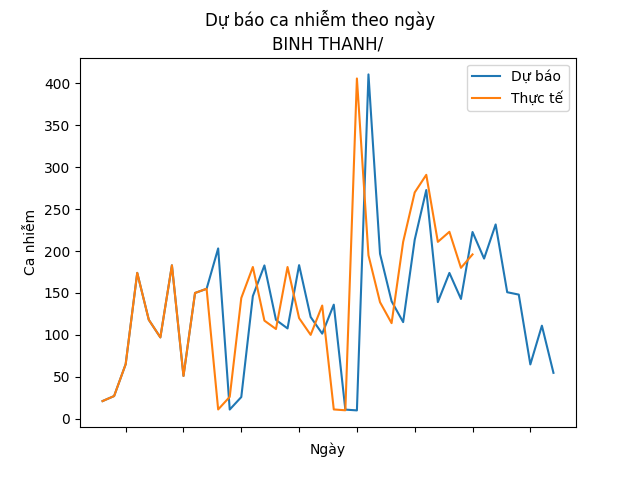 Dự báo ca nhiễm theo ngày
BINH THANH/
Dự báo
Thực tế
400
350
300
250
200
150
100
50
0
Ca nhiễm
Ngày